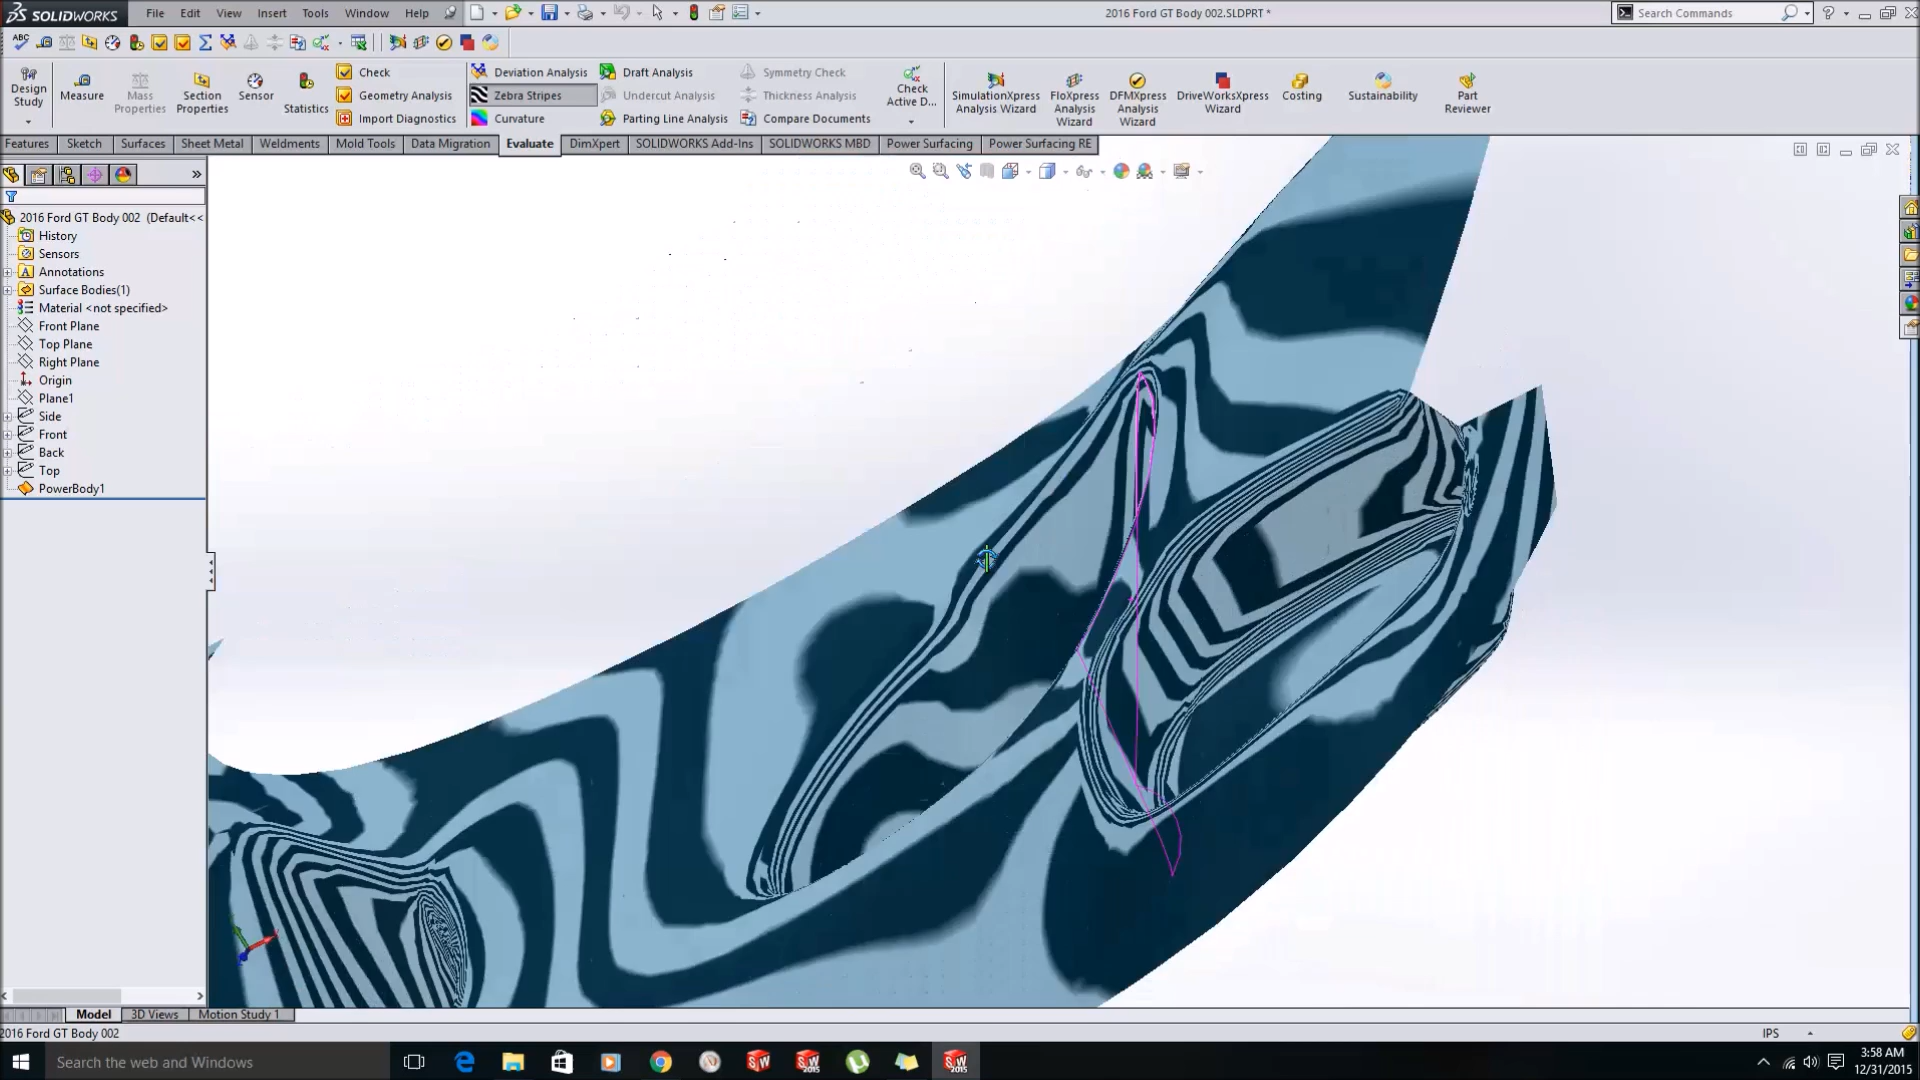 SOLIDWORKS File Edit View Insert Tools Window Help 2016 Ford GT Body 002.SLDPRT * Search Commands
Design Study
Measure
Mass Properties
Section Properties
Sensor
Statistics
Check
Geometry Analysis
Import Diagnostics
Deviation Analysis
Zebra Stripes
Curvature
Draft Analysis
Undercut Analysis
Parting Line Analysis
Symmetry Check
Thickness Analysis
Compare Documents
Check Active D...
SimulationXpress Analysis Wizard
FloXpress Analysis Wizard
DFMXpress Analysis Wizard
DriveWorksXpress Wizard
Costing
Sustainability
Part Reviewer
Features Sketch Surfaces Sheet Metal Weldments Mold Tools Data Migration Evaluate DimXpert SOLIDWORKS Add-Ins SOLIDWORKS MBD Power Surfacing Power Surfacing RE
2016 Ford GT Body 002 (Default<<
History
Sensors
Annotations
Surface Bodies(1)
Material <not specified>
Front Plane
Top Plane
Right Plane
Origin
Plane1
Side
Front
Back
Top
PowerBody1
Model 3D Views Motion Study 1
2016 Ford GT Body 002 IPS
Search the web and Windows
3:58 AM
12/31/2015